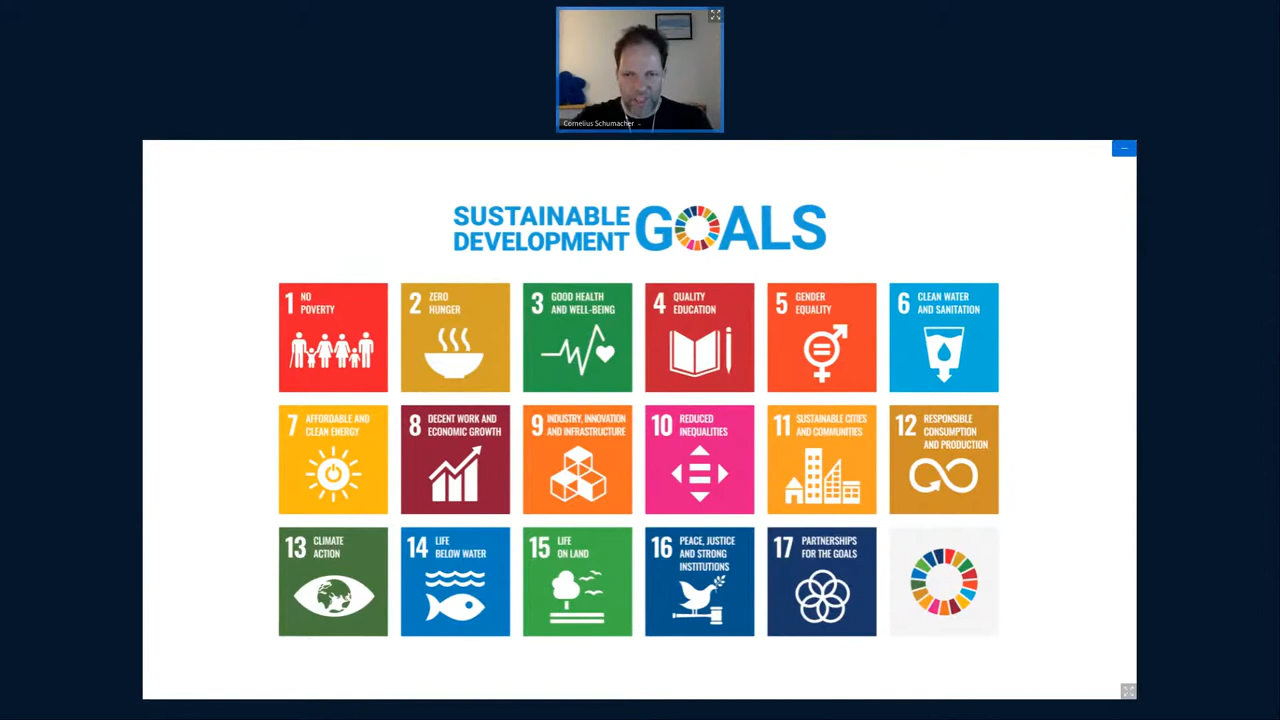 Cornelius Schumacher
SUSTAINABLE
DEVELOPMENT
GOALS
1 NO
POVERTY
2 ZERO
HUNGER
3 GOOD HEALTH
AND WELL-BEING
4 QUALITY
EDUCATION
5 GENDER
EQUALITY
6 CLEAN WATER
AND SANITATION
7 AFFORDABLE AND
CLEAN ENERGY
8 DECENT WORK AND
ECONOMIC GROWTH
9 INDUSTRY, INNOVATION
AND INFRASTRUCTURE
10 REDUCED
INEQUALITIES
11 SUSTAINABLE CITIES
AND COMMUNITIES
12 RESPONSIBLE
CONSUMPTION
AND PRODUCTION
13 CLIMATE
ACTION
14 LIFE
BELOW WATER
15 LIFE
ON LAND
16 PEACE, JUSTICE
AND STRONG
INSTITUTIONS
17 PARTNERSHIPS
FOR THE GOALS